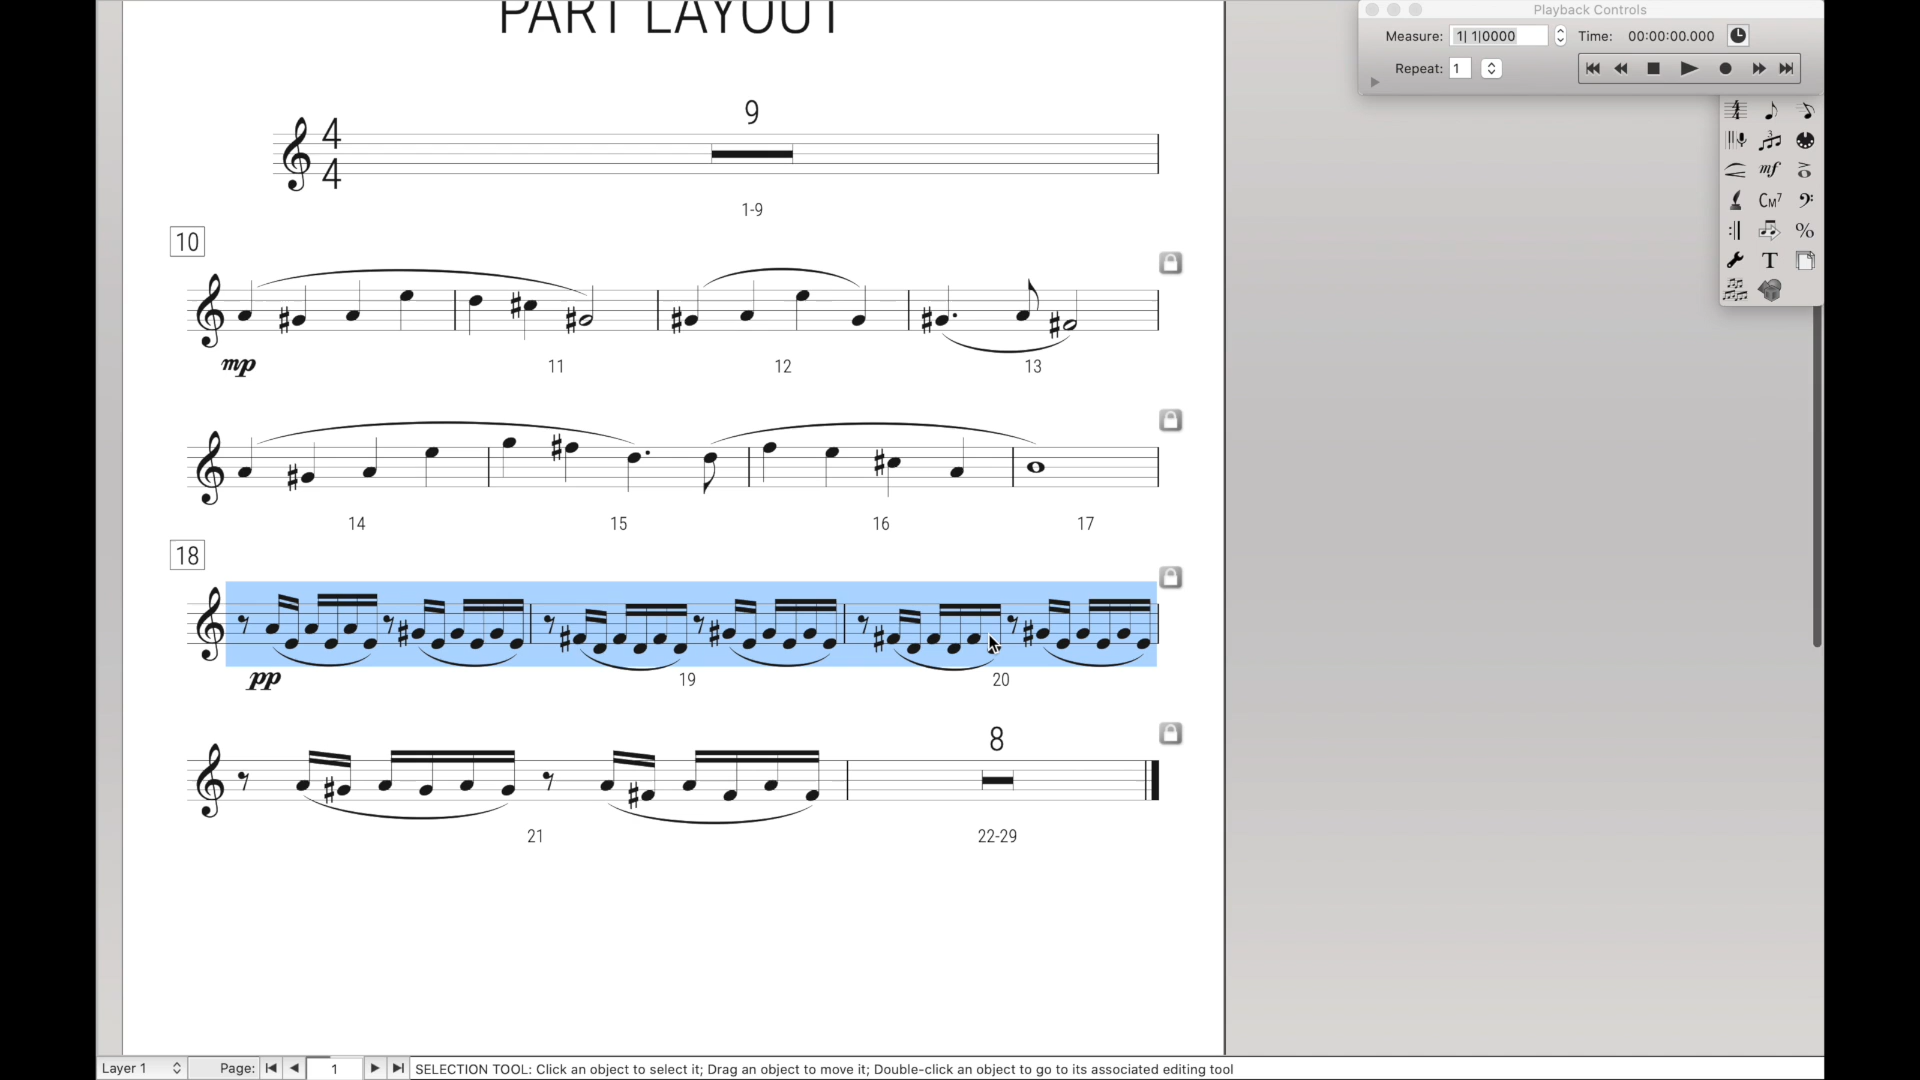 PART LAYOUT
Playback Controls
Measure: 1| 1|0000 Time: 00:00:00.000
Repeat: 1
4
4
9
1-9
10
mp
11
12
13
mf
CM7
%
T
14
15
16
17
18
pp
19
20
8
21
22-29
Layer 1 Page: 1 SELECTION TOOL: Click an object to select it; Drag an object to move it; Double-click an object to go to its associated editing tool